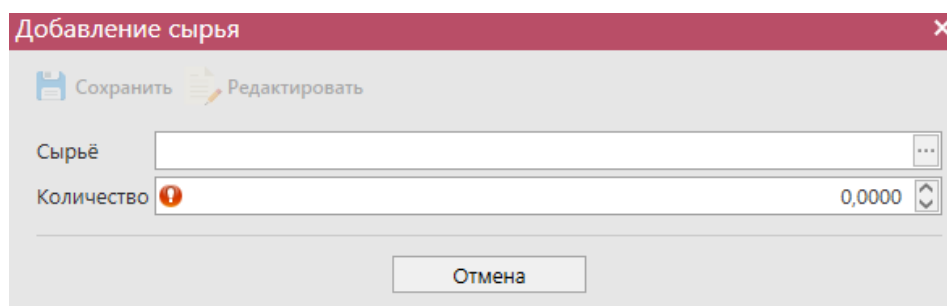 Добавление сырья
Сохранить Редактировать
Сырьё ...
Количество 0,0000
Отмена